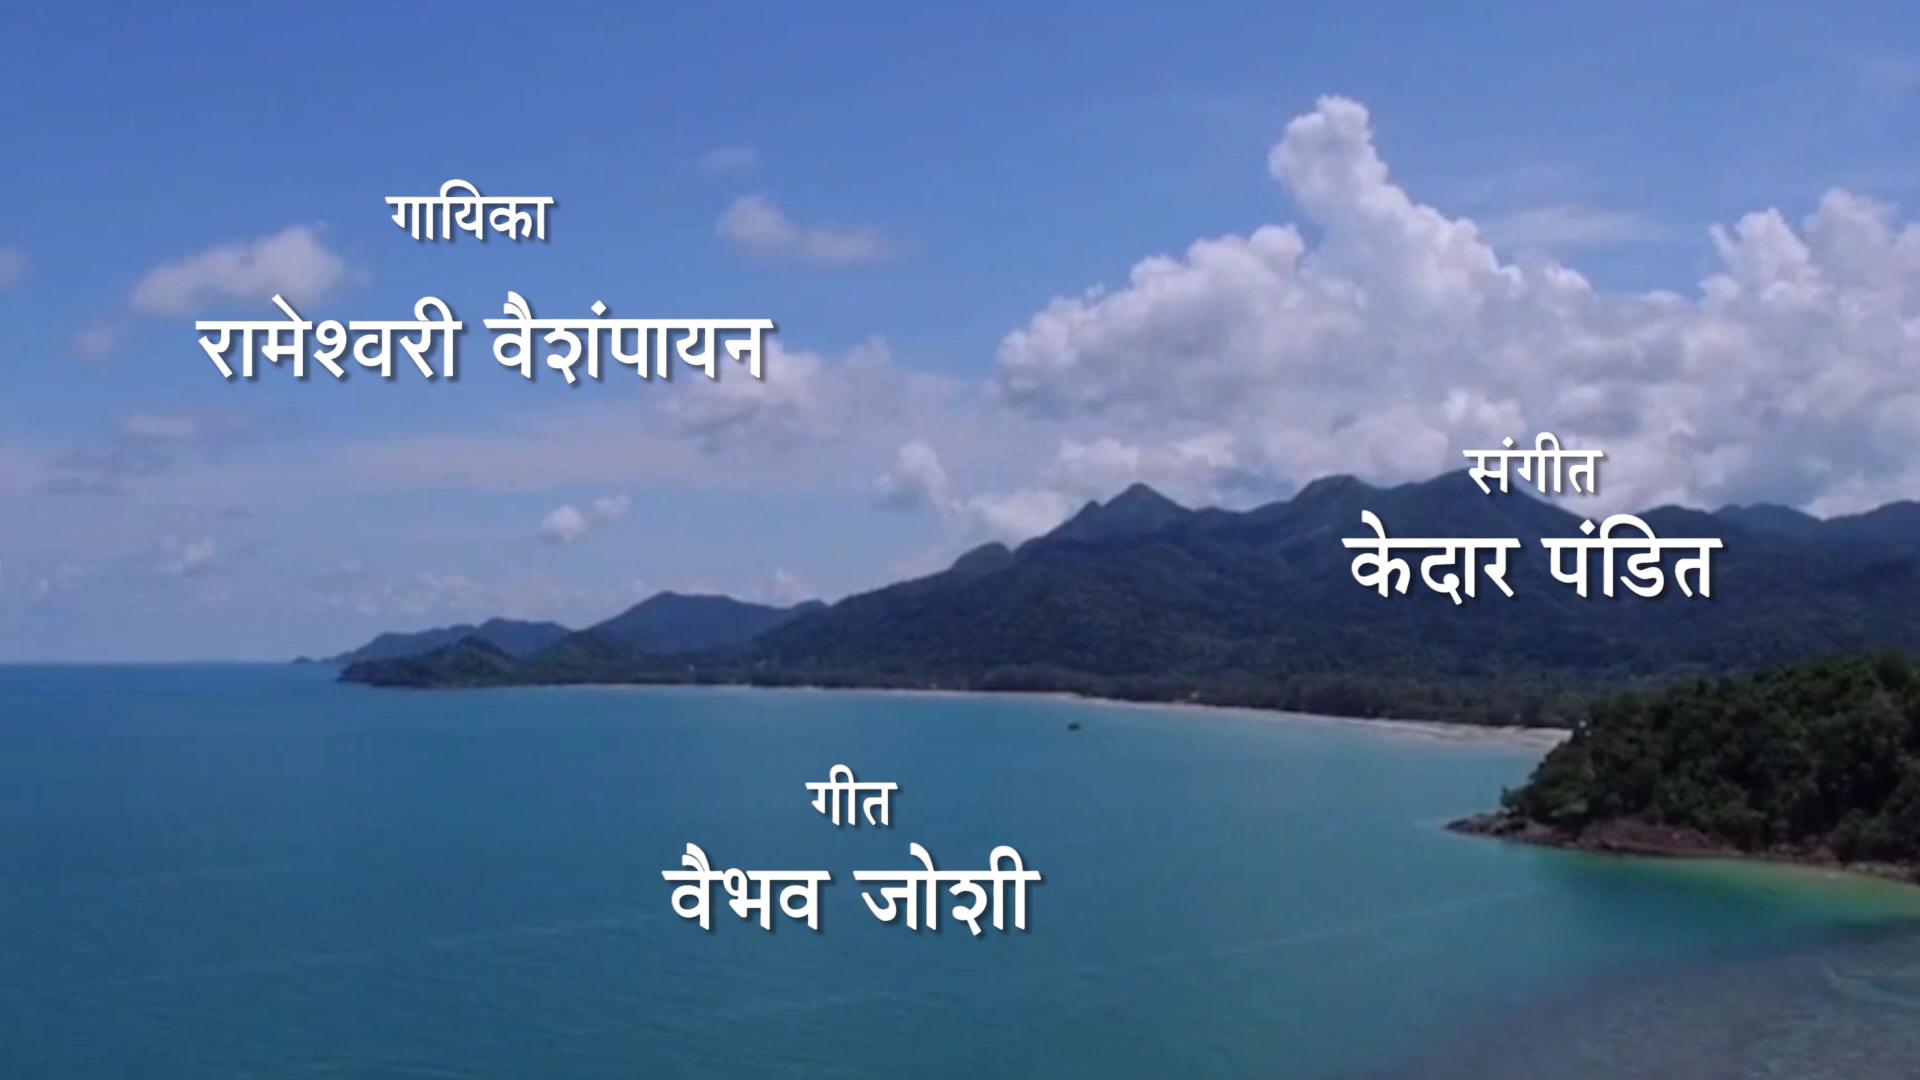 गायिका
रामेश्वरी वैशंपायन
संगीत
केदार पंडित
गीत
वैभव जोशी